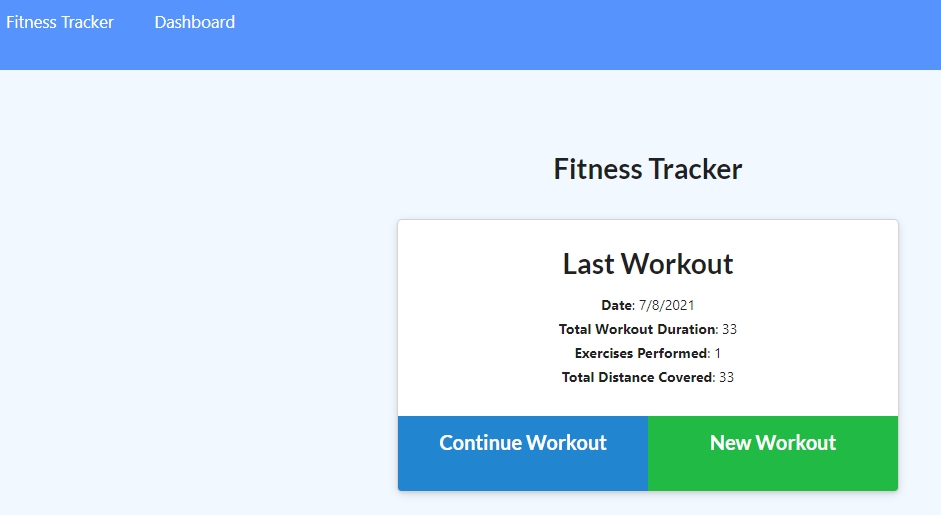 Fitness Tracker Dashboard
Fitness Tracker
Last Workout
Date: 7/8/2021
Total Workout Duration: 33
Exercises Performed: 1
Total Distance Covered: 33
Continue Workout New Workout